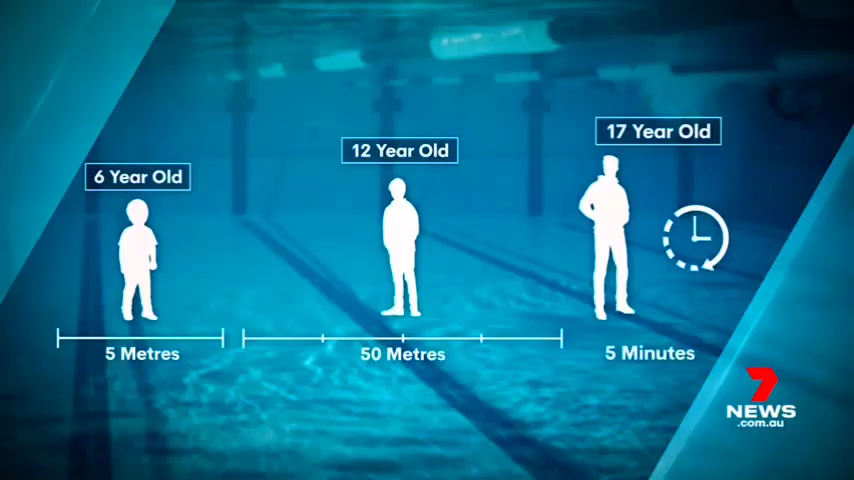 6 Year Old
12 Year Old
17 Year Old
5 Metres
50 Metres
5 Minutes
7
NEWS
.com.au